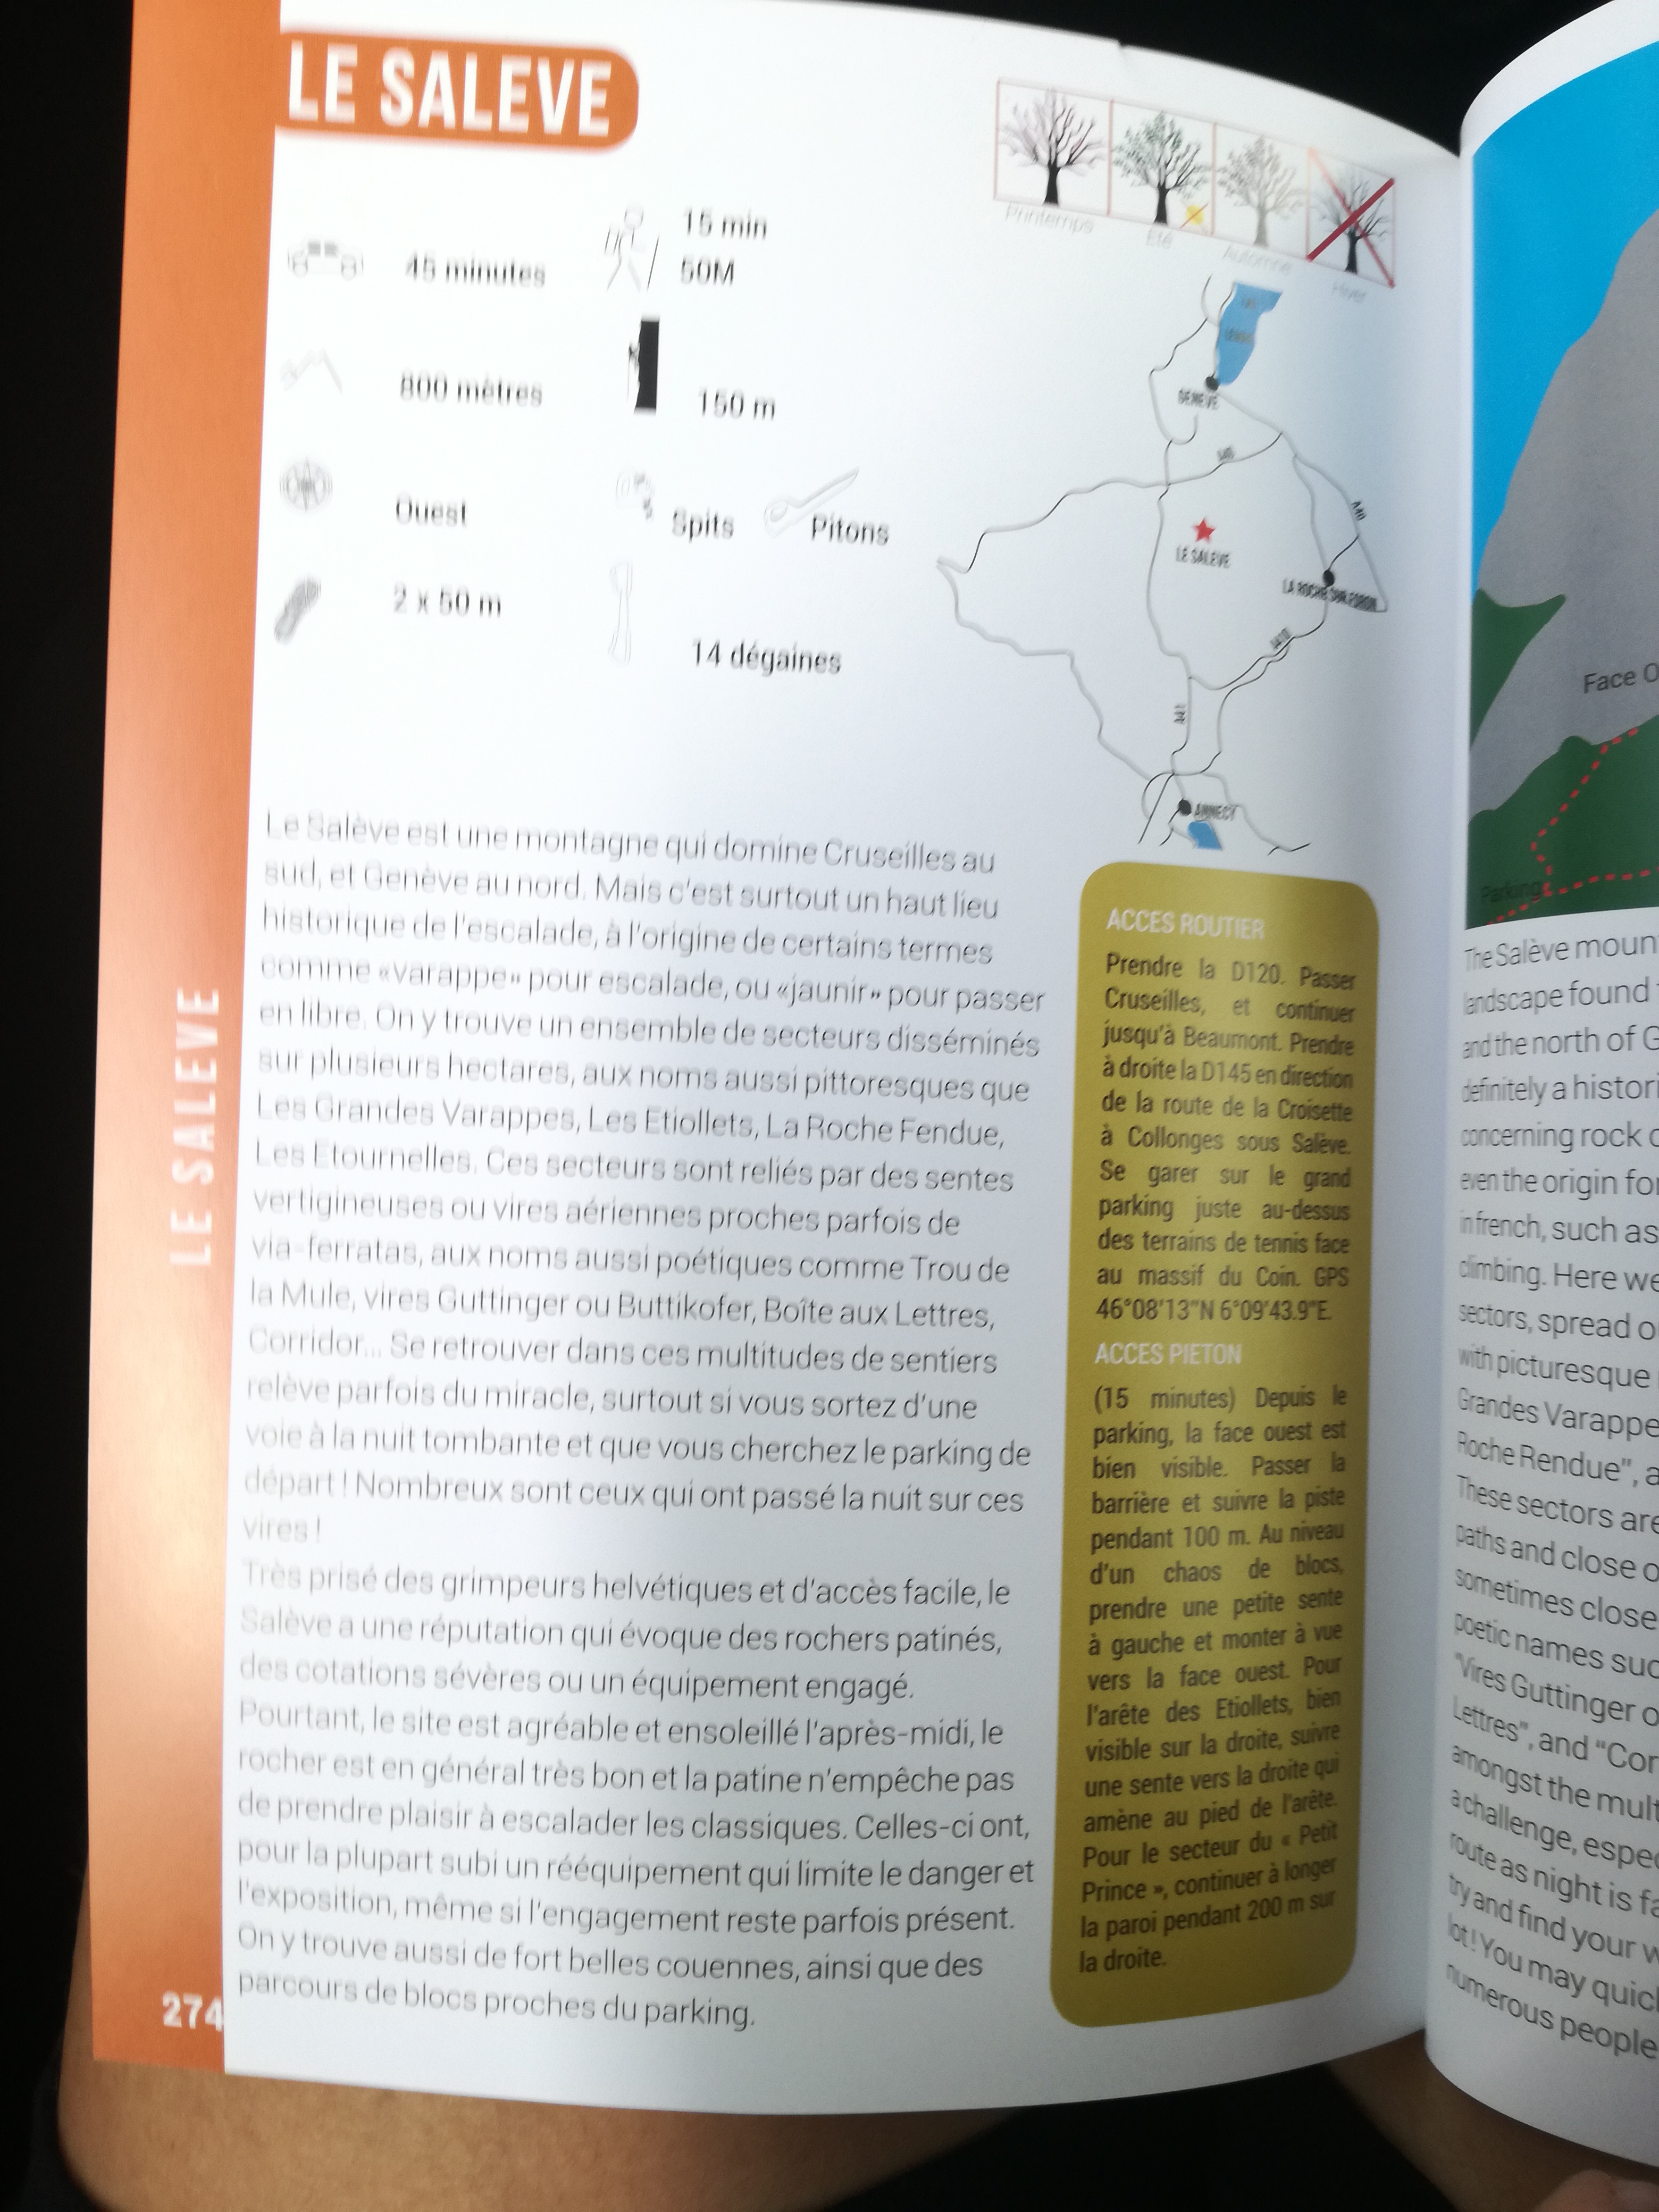 LE SALEVE
45 minutes
15 min
50M
800 mètres
150 m
Ouest
Spits
Pitons
2 x 50 m
14 dégaines
Printemps
Eté
Automne
Hiver
GENEVE
A40
LE SALEVE
A40
LA ROCHE SUR FORON
A410
A41
ANNECY
Le Salève est une montagne qui domine Cruseilles au
sud, et Genève au nord. Mais c'est surtout un haut lieu
historique de l'escalade, à l'origine de certains termes
comme «varappe» pour escalade, ou «jaunir» pour passer
en libre. On y trouve un ensemble de secteurs disséminés
sur plusieurs hectares, aux noms aussi pittoresques que
Les Grandes Varappes, Les Etiollets, La Roche Fendue,
Les Etournelles. Ces secteurs sont reliés par des sentes
vertigineuses ou vires aériennes proches parfois de
via-ferratas, aux noms aussi poétiques comme Trou de
la Mule, vires Guttinger ou Buttikofer, Boîte aux Lettres,
Corridor... Se retrouver dans ces multitudes de sentiers
relève parfois du miracle, surtout si vous sortez d'une
voie à la nuit tombante et que vous cherchez le parking de
départ ! Nombreux sont ceux qui ont passé la nuit sur ces
vires !
Très prisé des grimpeurs helvétiques et d'accès facile, le
Salève a une réputation qui évoque des rochers patinés,
des cotations sévères ou un équipement engagé.
Pourtant, le site est agréable et ensoleillé l'après-midi, le
rocher est en général très bon et la patine n'empêche pas
de prendre plaisir à escalader les classiques. Celles-ci ont,
pour la plupart subi un rééquipement qui limite le danger et
l'exposition, même si l'engagement reste parfois présent.
On y trouve aussi de fort belles couennes, ainsi que des
parcours de blocs proches du parking.
ACCES ROUTIER
Prendre la D120. Passer
Cruseilles, et continuer
jusqu'à Beaumont. Prendre
à droite la D145 en direction
de la route de la Croisette
à Collonges sous Salève.
Se garer sur le grand
parking juste au-dessus
des terrains de tennis face
au massif du Coin. GPS
46°08'13"N 6°09'43.9"E.
ACCES PIETON
(15 minutes) Depuis le
parking, la face ouest est
bien visible. Passer la
barrière et suivre la piste
pendant 100 m. Au niveau
d'un chaos de blocs,
prendre une petite sente
à gauche et monter à vue
vers la face ouest. Pour
l'arête des Etiollets, bien
visible sur la droite, suivre
une sente vers la droite qui
amène au pied de l'arête.
Pour le secteur du « Petit
Prince », continuer à longer
la paroi pendant 200 m sur
la droite.
LE SALEVE
274
Face O
Parking
The Salève moun
landscape found
and the north of G
definitely a histori
concerning rock c
even the origin fo
in french, such as
climbing. Here we
sectors, spread o
with picturesque
Grandes Varappe
Roche Rendue", a
These sectors are
paths and close o
sometimes close
poetic names suc
"Vires Guttinger o
Lettres", and "Cor
amongst the mult
a challenge, espec
route as night is fa
try and find your w
lot! You may quick
numerous people